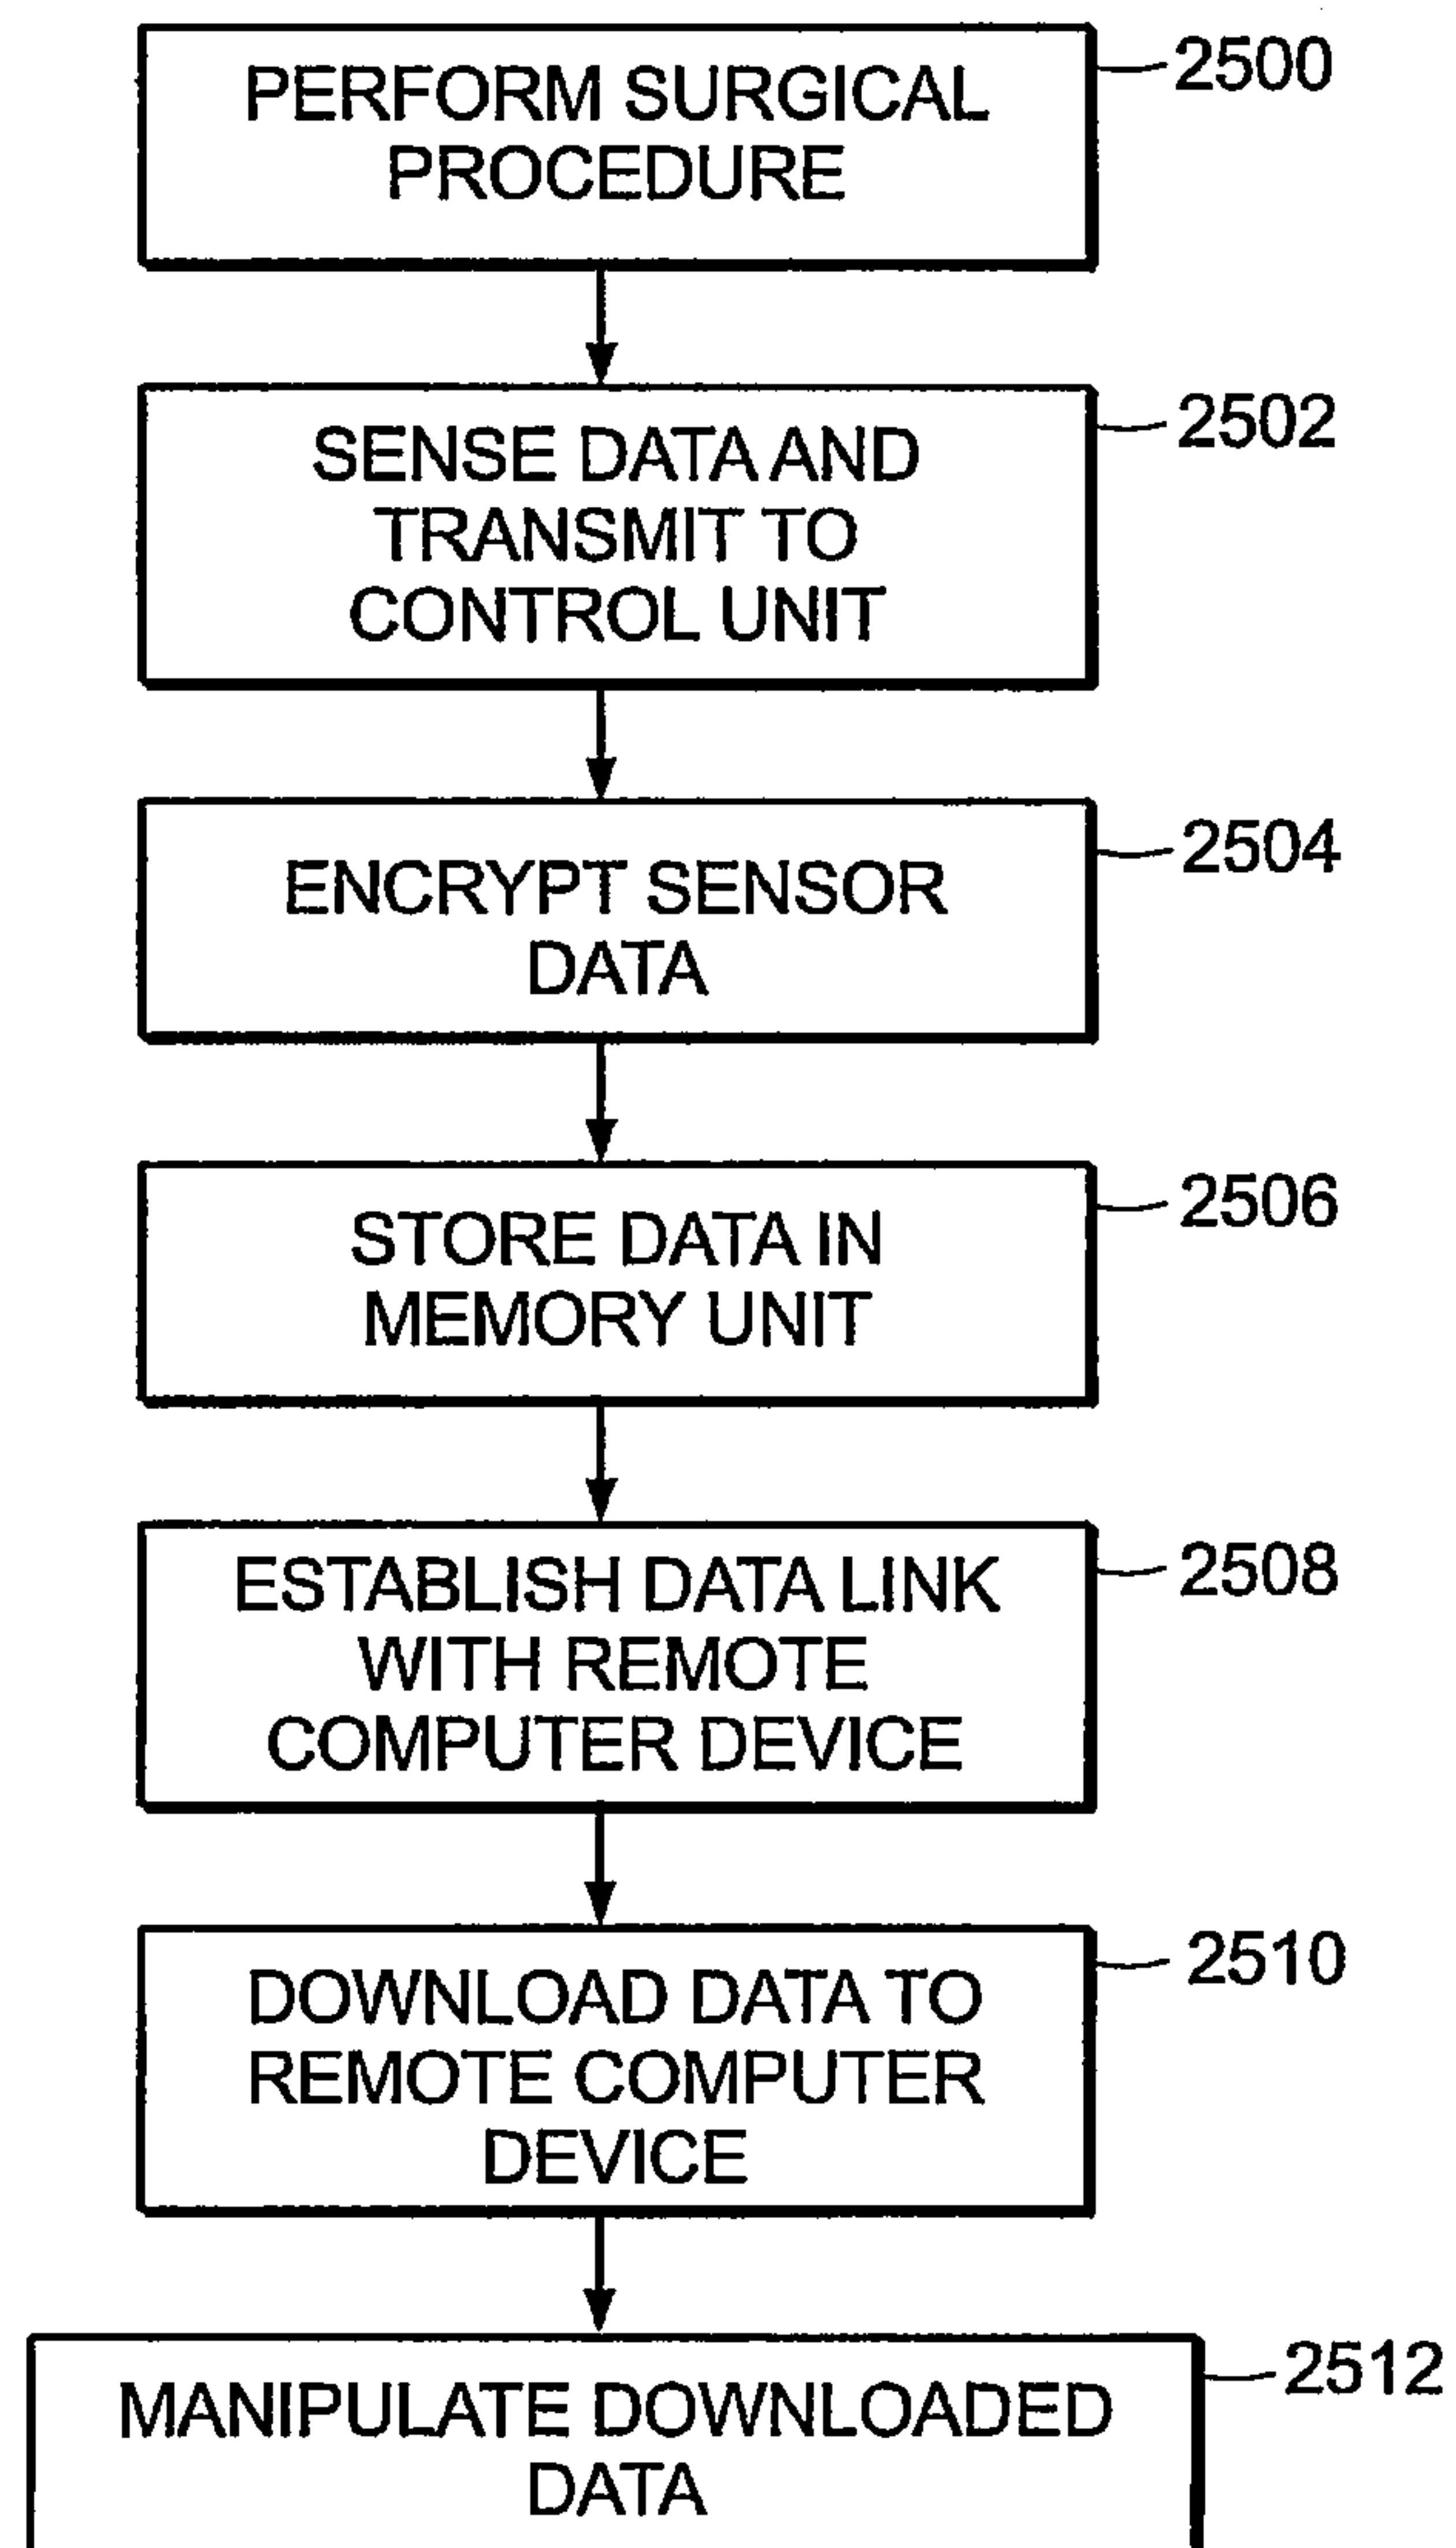 PERFORM SURGICAL
PROCEDURE
2500
SENSE DATA AND
TRANSMIT TO
CONTROL UNIT
2502
ENCRYPT SENSOR
DATA
2504
STORE DATA IN
MEMORY UNIT
2506
ESTABLISH DATA LINK
WITH REMOTE
COMPUTER DEVICE
2508
DOWNLOAD DATA TO
REMOTE COMPUTER
DEVICE
2510
MANIPULATE DOWNLOADED
DATA
2512